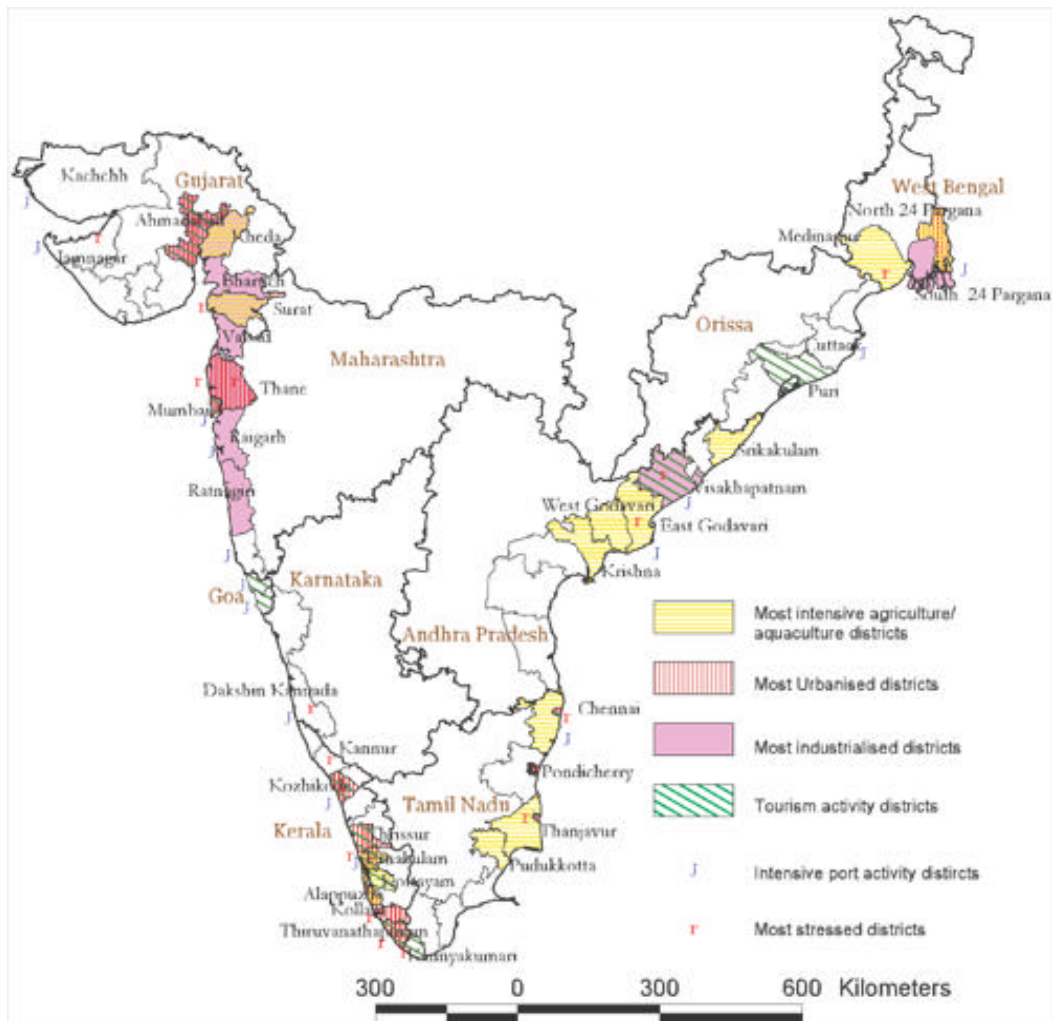 Kachchh
Gujarat
West Bengal
Ahmadabad
North 24 Pargana
Kheda
Medinapur
Jamnagar
Bharuch
South 24 Pargana
Surat
Orissa
Valsad
Cuttack
Maharashtra
Thane
Puri
Mumbai
Raigarh
Srikakulam
Ratnagiri
Visakhapatnam
West Godavari
East Godavari
Krishna
Karnataka
Goa
Andhra Pradesh
Most intensive agriculture/
aquaculture districts
Most Urbanised districts
Dakshin Kannada
Chennai
Most industrialised districts
Kannur
Pondicherry
Kozhikode
Tamil Nadu
Tourism activity districts
Kerala
Thrissur
Thanjavur
Ernakulam
Pudukkotta
Kottayam
J
Intensive port activity distircts
Alappuzha
Kollam
r
Most stressed districts
Thiruvanathapuram
Kannyakumari
300
0
300
600
Kilometers